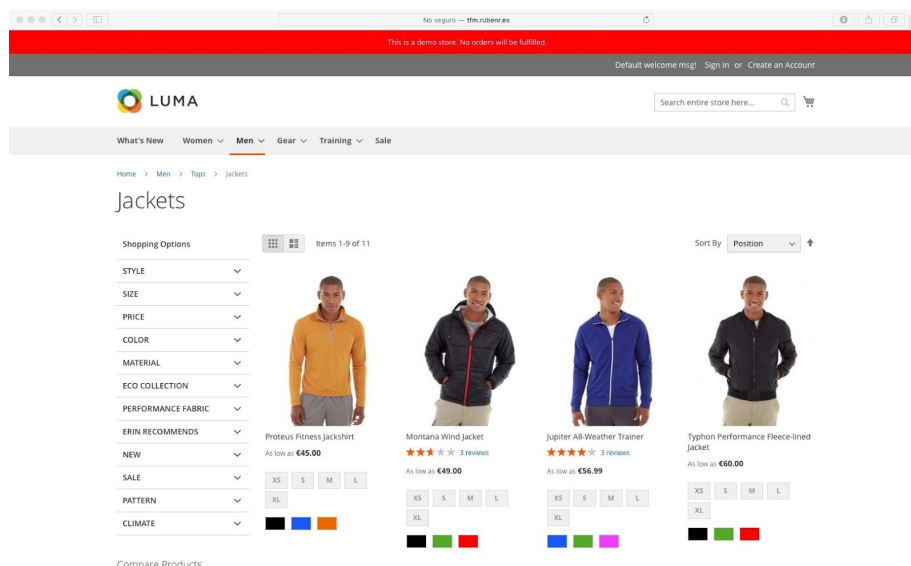 No seguro — tfm.rubenr.es
This is a demo store. No orders will be fulfilled.
Default welcome msg! Sign In or Create an Account
LUMA
Search entire store here...
What's New Women Men Gear Training Sale
Home > Men > Tops > Jackets
Jackets
Shopping Options
Items 1-9 of 11
Sort By Position
STYLE
SIZE
PRICE
COLOR
MATERIAL
ECO COLLECTION
PERFORMANCE FABRIC
ERIN RECOMMENDS
NEW
SALE
PATTERN
CLIMATE
Compare Products
Proteus Fitness Jackshirt
As low as €45.00
XS S M L
XL
Montana Wind Jacket
3 reviews
As low as €49.00
XS S M L
XL
Jupiter All-Weather Trainer
3 reviews
As low as €56.99
XS S M L
XL
Typhon Performance Fleece-lined
Jacket
As low as €60.00
XS S M L
XL